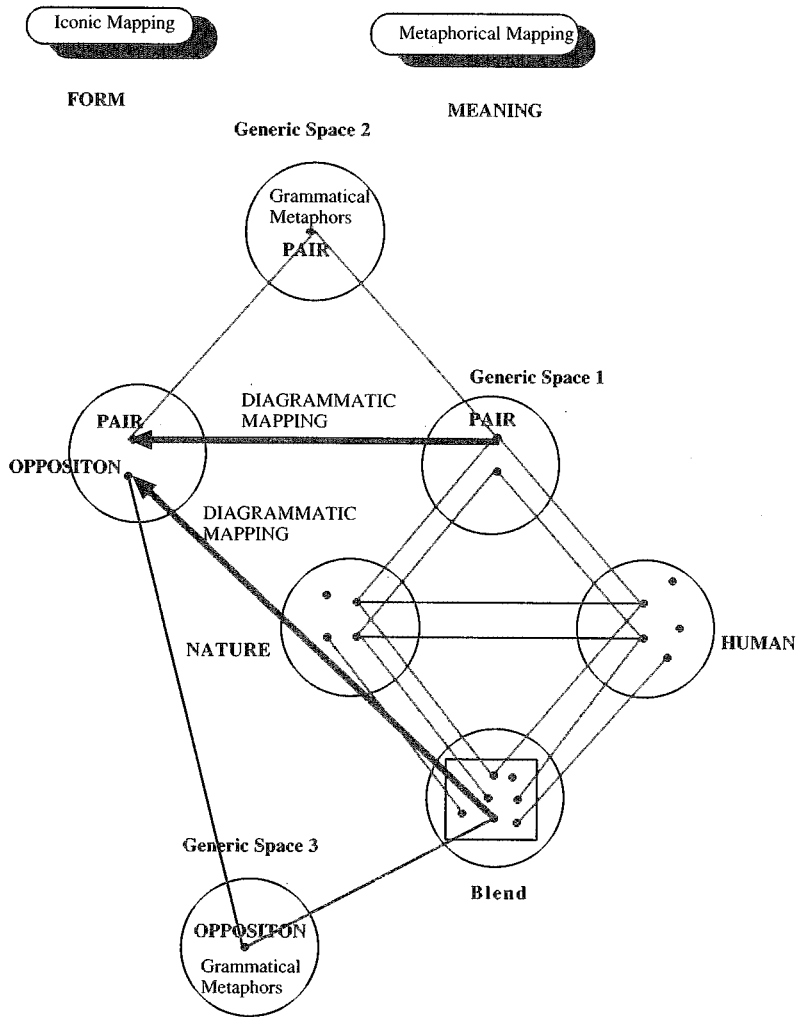 Iconic Mapping
Metaphorical Mapping
FORM
MEANING
Generic Space 2
Grammatical
Metaphors
PAIR
Generic Space 1
PAIR
DIAGRAMMATIC
MAPPING
PAIR
OPPOSITON
DIAGRAMMATIC
MAPPING
NATURE
HUMAN
Generic Space 3
Blend
OPPOSITON
Grammatical
Metaphors